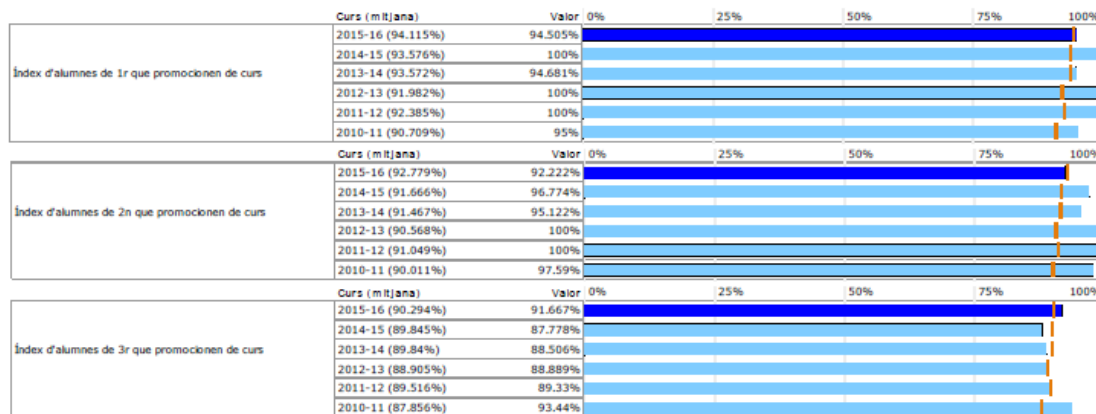 Curs (mitjana) Valor 0% 25% 50% 75% 100%
2015-16 (94.115%) 94.505%
2014-15 (93.576%) 100%
Índex d'alumnes de 1r que promocionen de curs
2013-14 (93.572%) 94.681%
2012-13 (91.982%) 100%
2011-12 (92.385%) 100%
2010-11 (90.709%) 95%
Curs (mitjana) Valor 0% 25% 50% 75% 100%
2015-16 (92.779%) 92.222%
2014-15 (91.666%) 96.774%
Índex d'alumnes de 2n que promocionen de curs
2013-14 (91.467%) 95.122%
2012-13 (90.568%) 100%
2011-12 (91.049%) 100%
2010-11 (90.011%) 97.59%
Curs (mitjana) Valor 0% 25% 50% 75% 100%
2015-16 (90.294%) 91.667%
2014-15 (89.845%) 87.778%
Índex d'alumnes de 3r que promocionen de curs
2013-14 (89.84%) 88.506%
2012-13 (88.905%) 88.889%
2011-12 (89.516%) 89.33%
2010-11 (87.856%) 93.44%